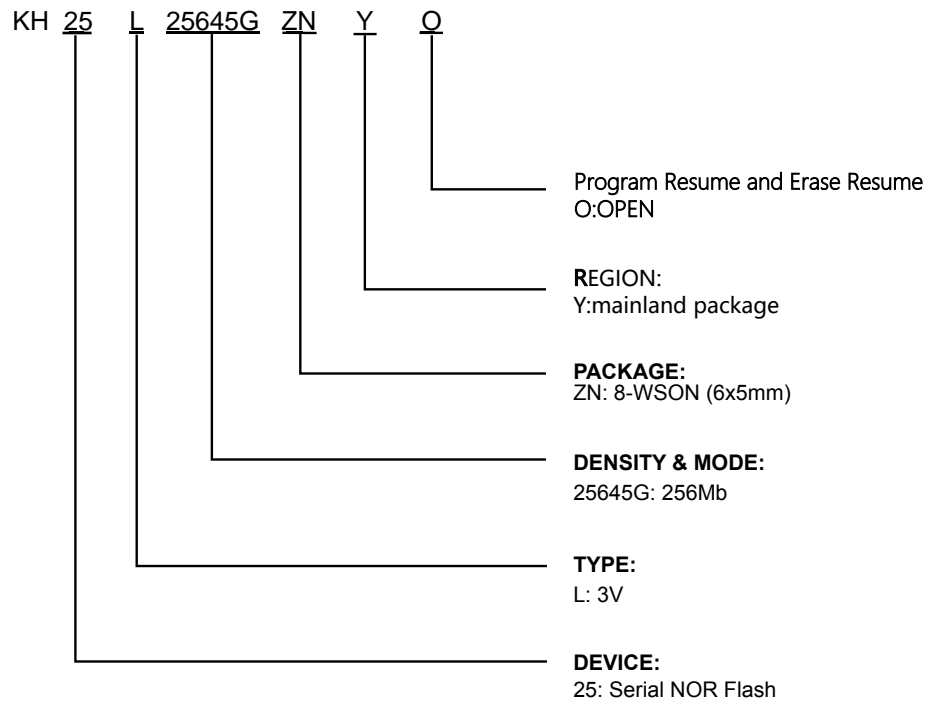 KH 25 L 25645G ZN Y O
Program Resume and Erase Resume
O:OPEN
REGION:
Y:mainland package
PACKAGE:
ZN: 8-WSON (6x5mm)
DENSITY & MODE:
25645G: 256Mb
TYPE:
L: 3V
DEVICE:
25: Serial NOR Flash